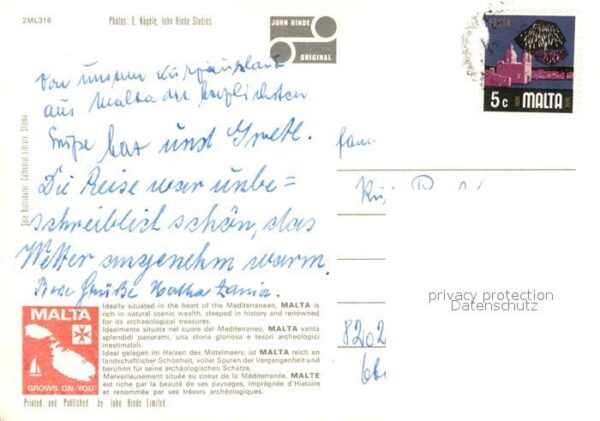 2ML316
Photos: E. Nägele, John Hinde Studios.
JOHN HINDE
ORIGINAL
FESTA
5c MALTA
Von unserem Kurzurlaub
aus Malta die herzlichsten
Grüße und Gretl.
Die Reise war unbe=
schreiblich schön, das
Wetter angenehm warm.
Grüße
Fam.
8202
Sole Distributor: Cathedral Library, Sliema
privacy protection
Datenschutz
MALTA
GROWS ON YOU
Ideally situated in the heart of the Mediterranean, MALTA is
rich in natural scenic wealth, steeped in history and renowned
for its archaeological treasures.
Idealmente situata nel cuore del Mediterraneo, MALTA vanta
splendidi panorami, una storia gloriosa e tesori archeologici
inestimabili.
Ideal gelegen im Herzen des Mittelmeers, ist MALTA reich an
landschaftlicher Schönheit, voller Spuren der Vergangenheit und
berühmt für seine archäologischen Schätze.
Merveilleusement située au coeur de la Méditerranée, MALTE
est riche par la beauté de ses paysages, imprégnée d'Histoire
et renommée par ses trésors archéologiques.
Printed and Published by John Hinde Limited.